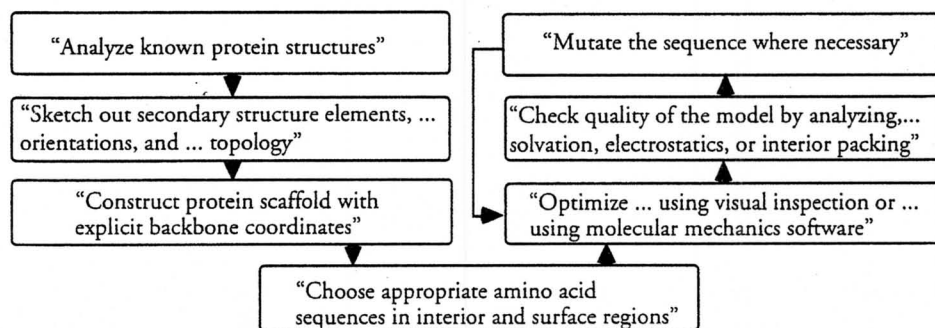 “Analyze known protein structures”
“Sketch out secondary structure elements, ...
orientations, and ... topology”
“Construct protein scaffold with
explicit backbone coordinates”
“Choose appropriate amino acid
sequences in interior and surface regions”
“Optimize ... using visual inspection or ...
using molecular mechanics software”
“Check quality of the model by analyzing,...
solvation, electrostatics, or interior packing”
“Mutate the sequence where necessary”